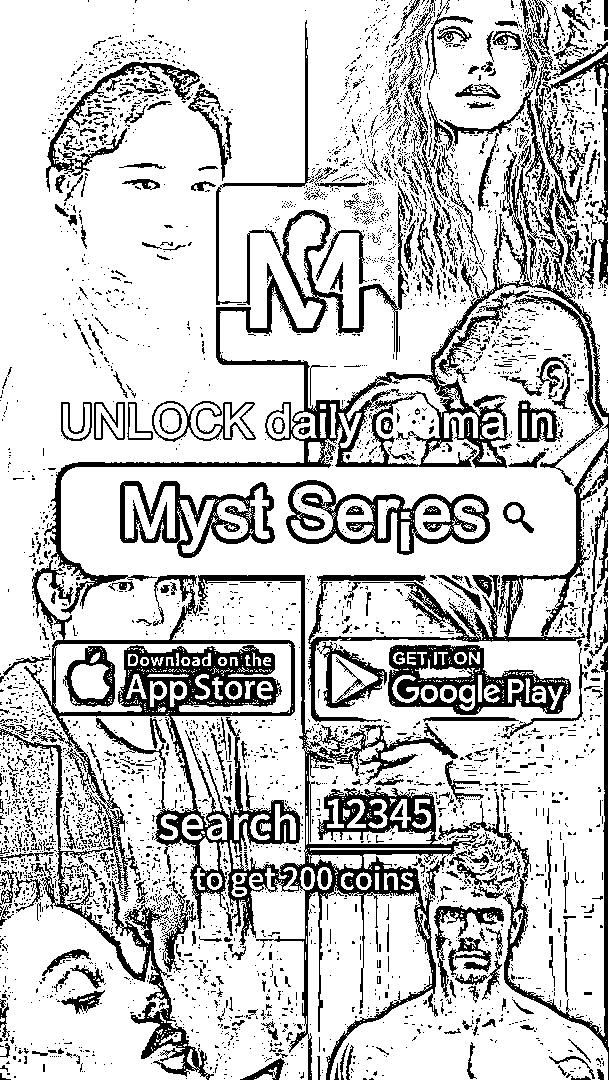 M
UNLOCK daily drama in
Myst Series
Download on the
App Store
GET IT ON
Google Play
search 12345
to get 200 coins